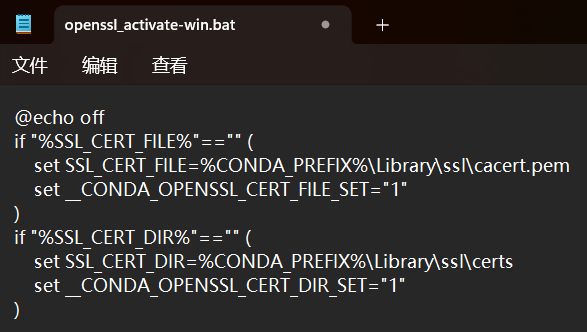 openssl_activate-win.bat
文件 编辑 查看
@echo off
if "%SSL_CERT_FILE%"=="" (
    set SSL_CERT_FILE=%CONDA_PREFIX%\Library\ssl\cacert.pem
    set __CONDA_OPENSSL_CERT_FILE_SET="1"
)
if "%SSL_CERT_DIR%"=="" (
    set SSL_CERT_DIR=%CONDA_PREFIX%\Library\ssl\certs
    set __CONDA_OPENSSL_CERT_DIR_SET="1"
)